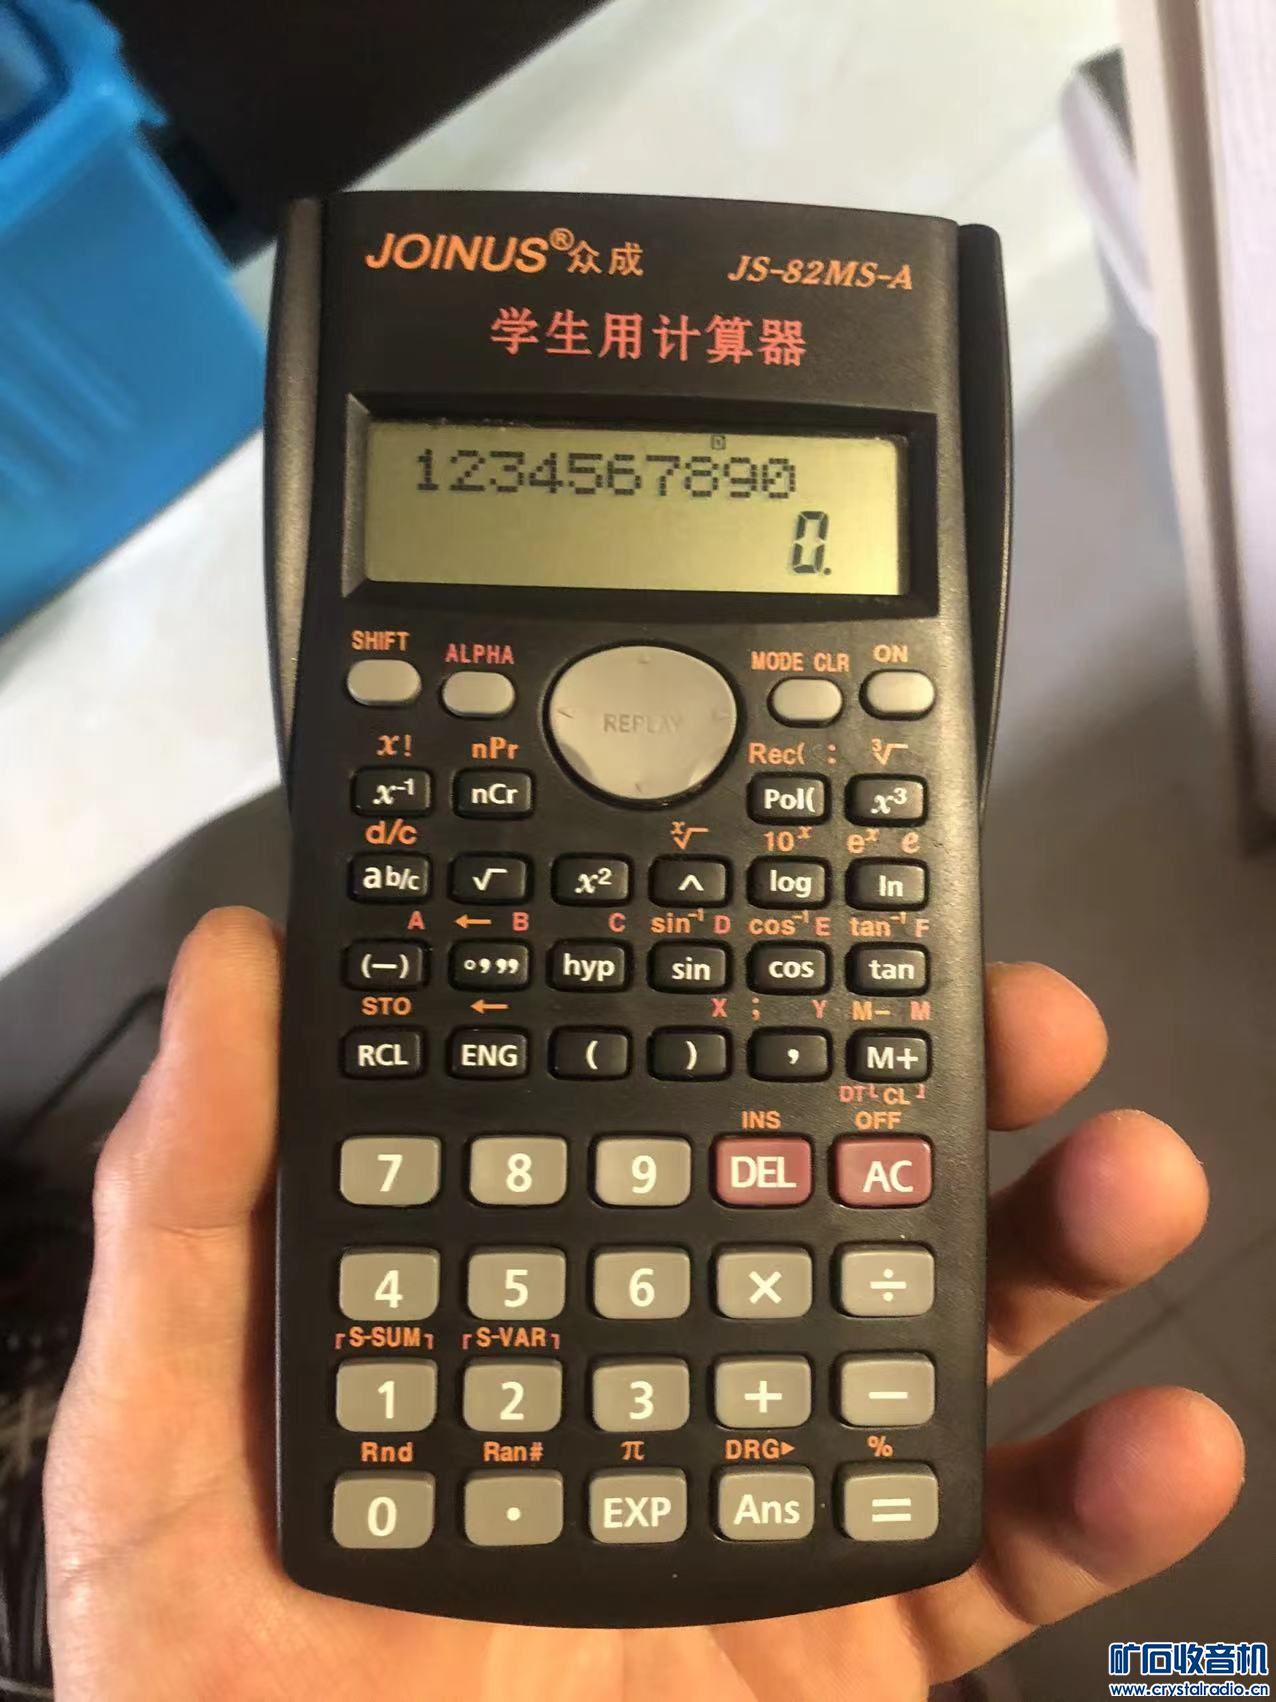 JOINUS® 众成 JS-82MS-A
学生用计算器
D
1234567890
0.
SHIFT ALPHA MODE CLR ON
REPLAY
x! nPr Rec( : ³√
x⁻¹ nCr Pol( x³
d/c ˣ√ 10ˣ eˣ e
a b/c √ x² ^ log ln
A ← B C sin⁻¹ D cos⁻¹ E tan⁻¹ F
(—) °,,, hyp sin cos tan
STO ← X ; Y M− M
RCL ENG ( ) , M+
DT CL
INS OFF
7 8 9 DEL AC
4 5 6 × ÷
S-SUM S-VAR
1 2 3 + −
Rnd Ran# π DRG▸ %
0 . EXP Ans =
矿石收音机
www.crystalradio.cn